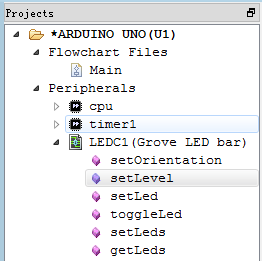 Projects
*ARDUINO UNO(U1)
Flowchart Files
Main
Peripherals
cpu
timer1
LEDC1(Grove LED bar)
setOrientation
setLevel
setLed
toggleLed
setLeds
getLeds